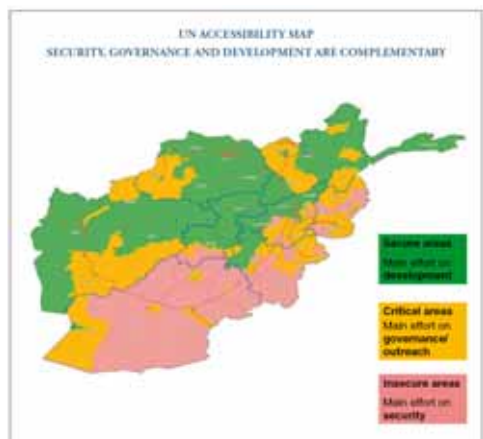 UN ACCESSIBILITY MAP
SECURITY, GOVERNANCE AND DEVELOPMENT ARE COMPLEMENTARY
Secure areas
Main effort on
development
Critical areas
Main effort on
governance/
outreach
Insecure areas
Main effort on
security